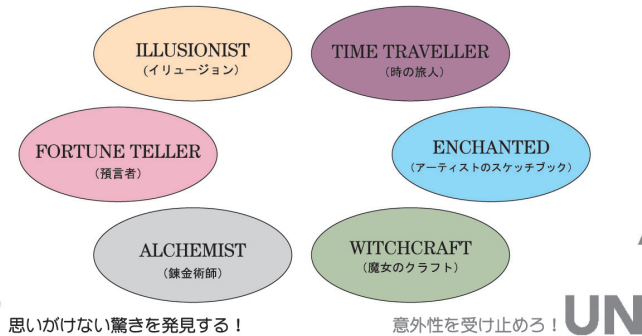 ILLUSIONIST
(イリュージョン)
TIME TRAVELLER
(時の旅人)
FORTUNE TELLER
(預言者)
ENCHANTED
(アーティストのスケッチブック)
ALCHEMIST
(錬金術師)
WITCHCRAFT
(魔女のクラフト)
思いがけない驚きを発見する!
意外性を受け止めろ!
UN